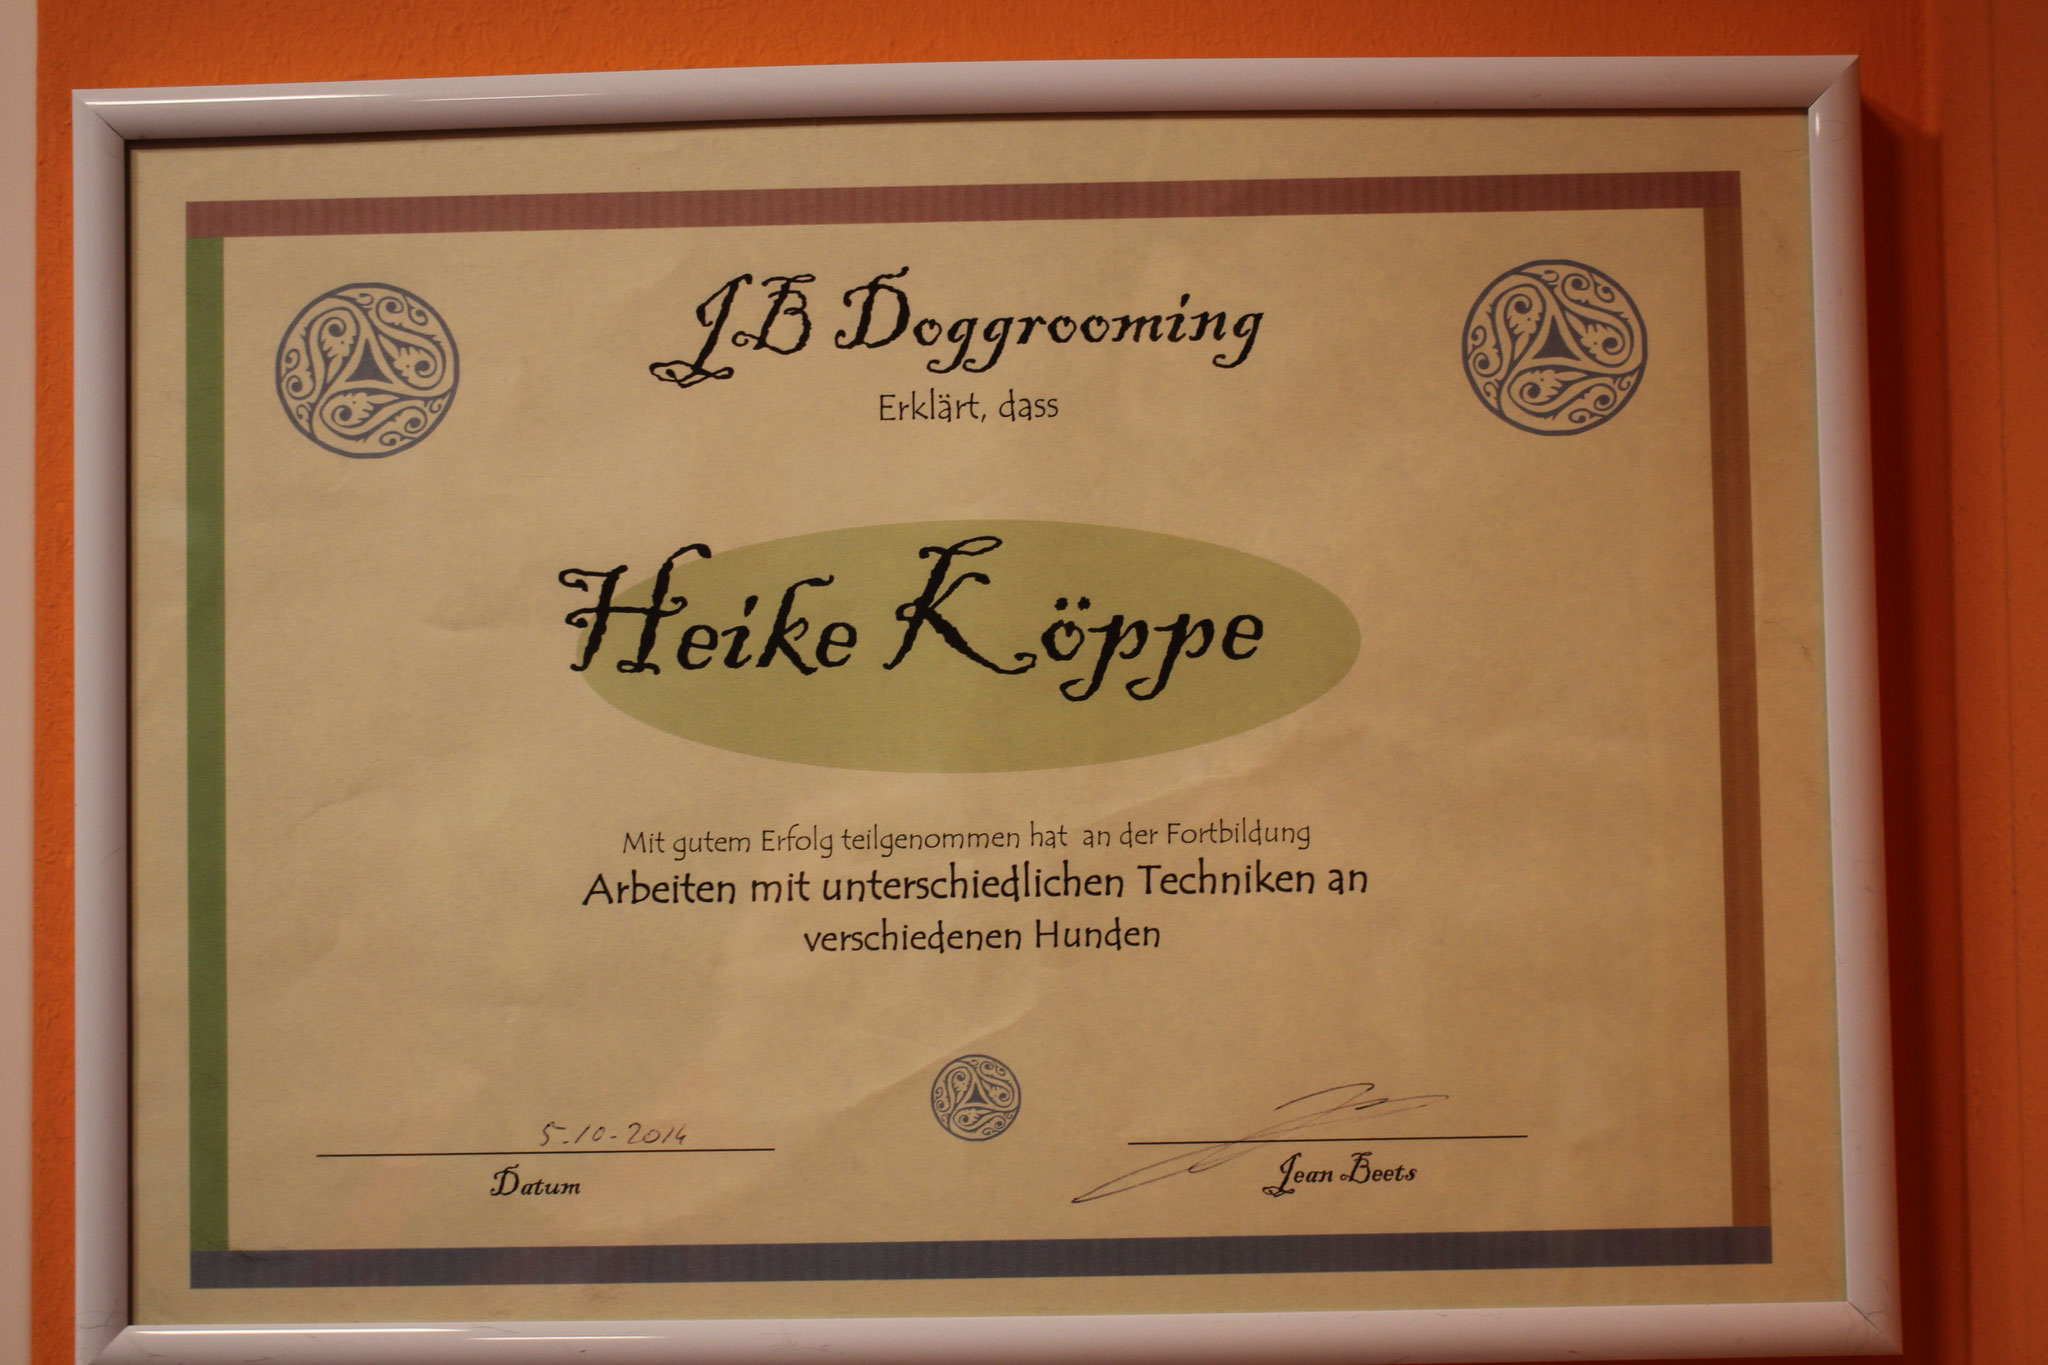 JB Doggrooming
Erklärt, dass
Heike Köppe
Mit gutem Erfolg teilgenommen hat an der Fortbildung
Arbeiten mit unterschiedlichen Techniken an
verschiedenen Hunden
5.10-2014
Datum
Jean Beets